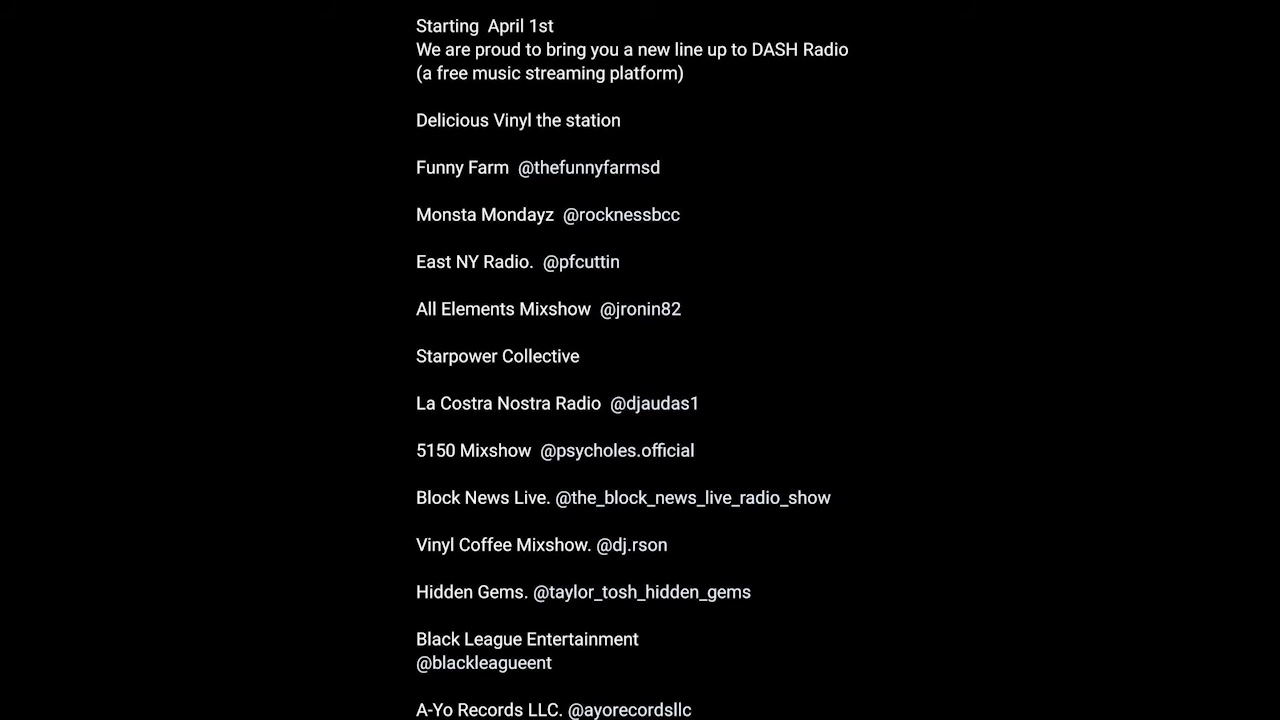 Starting  April 1st
We are proud to bring you a new line up to DASH Radio
(a free music streaming platform)
Delicious Vinyl the station
Funny Farm  @thefunnyfarmsd
Monsta Mondayz  @rocknessbcc
East NY Radio.  @pfcuttin
All Elements Mixshow  @jronin82
Starpower Collective
La Costra Nostra Radio  @djaudas1
5150 Mixshow  @psycholes.official
Block News Live. @the_block_news_live_radio_show
Vinyl Coffee Mixshow. @dj.rson
Hidden Gems. @taylor_tosh_hidden_gems
Black League Entertainment
@blackleagueent
A-Yo Records LLC. @ayorecordsllc